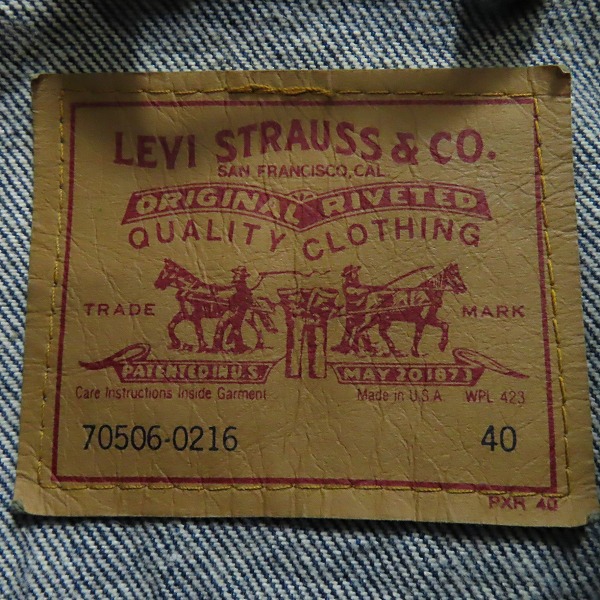 LEVI STRAUSS & CO.
SAN FRANCISCO, CAL
ORIGINAL RIVETED
QUALITY CLOTHING
TRADE MARK
PATENTED IN U.S MAY 20 1873
Care Instructions Inside Garment Made in U.S.A WPL 423
70506-0216 40
PXR 40